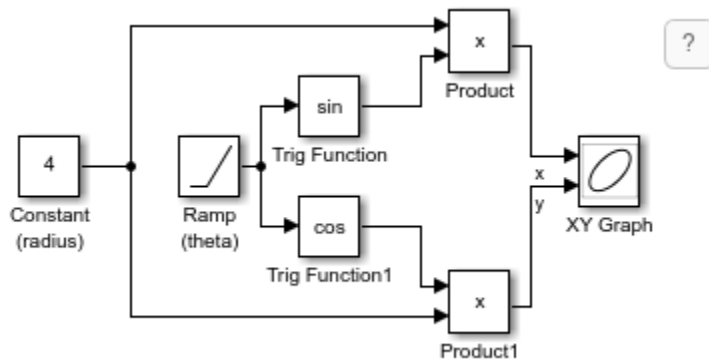 x
Product
?
sin
Trig Function
4
Constant
(radius)
Ramp
(theta)
x
y
XY Graph
cos
Trig Function1
x
Product1